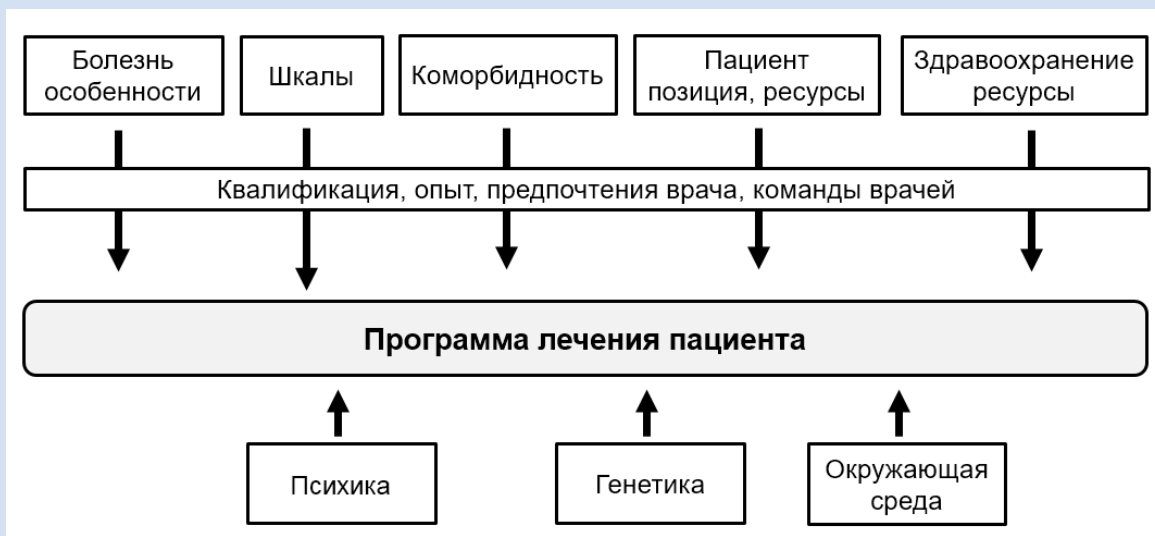 Болезнь
особенности
Шкалы
Коморбидность
Пациент
позиция, ресурсы
Здравоохранение
ресурсы
Квалификация, опыт, предпочтения врача, команды врачей
Программа лечения пациента
Психика
Генетика
Окружающая
среда